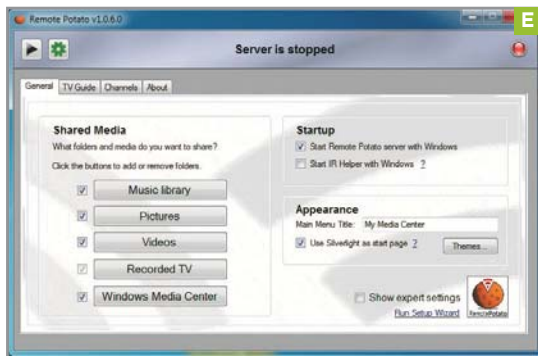 Remote Potato v1.0.6.0
E
Server is stopped
General TV Guide Channels About
Shared Media
What folders and media do you want to share?
Click the buttons to add or remove folders.
Music library
Pictures
Videos
Recorded TV
Windows Media Center
Startup
Start Remote Potato server with Windows
Start IR Helper with Windows ?
Appearance
Main Menu Title: My Media Center
Use Silverlight as start page ?
Themes...
Show expert settings
Run Setup Wizard
RemotePotato